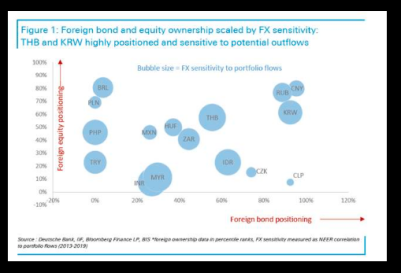 Figure 1: Foreign bond and equity ownership scaled by FX sensitivity:
THB and KRW highly positioned and sensitive to potential outflows
Bubble size = FX sensitivity to portfolio flows
Foreign equity positioning
100%
90%
80%
70%
60%
50%
40%
30%
20%
10%
0%
-10%
BRL
PLN
PHP
TRY
MXN
HUF
ZAR
THB
RUB
CNY
KRW
INR
MYR
IDR
CZK
CLP
-20%
0%
20%
40%
60%
80%
100%
120%
Foreign bond positioning
Source : Deutsche Bank, IIF, Bloomberg Finance LP, BIS *foreign ownership data in percentile ranks, FX sensitivity measured as NEER correlation
to portfolio flows (2013-2019)